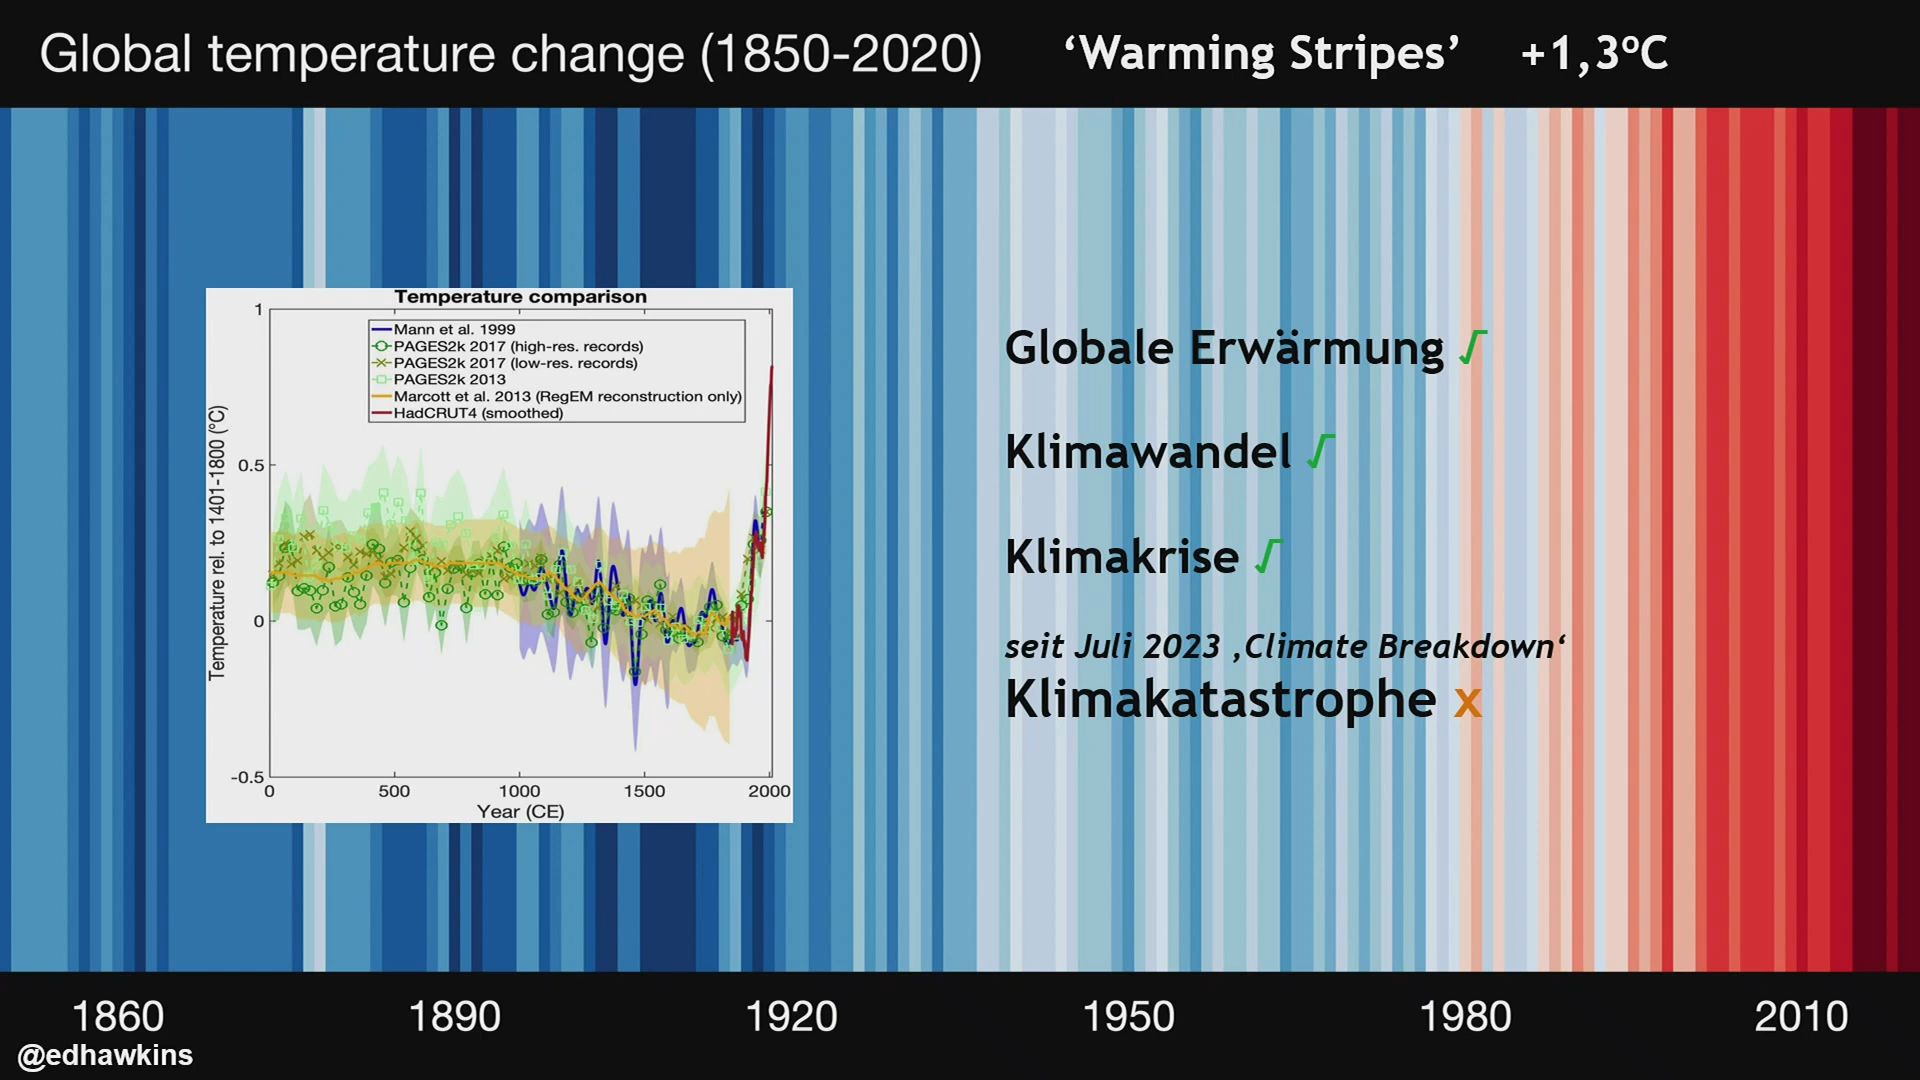 Global temperature change (1850-2020)
‘Warming Stripes’
+1,3ºC
Temperature comparison
Mann et al. 1999
PAGES2k 2017 (high-res. records)
PAGES2k 2017 (low-res. records)
PAGES2k 2013
Marcott et al. 2013 (RegEM reconstruction only)
HadCRUT4 (smoothed)
Temperature rel. to 1401-1800 (°C)
1
0.5
0
-0.5
0 500 1000 1500 2000
Year (CE)
Globale Erwärmung √
Klimawandel √
Klimakrise √
seit Juli 2023 ‚Climate Breakdown‘
Klimakatastrophe x
1860 1890 1920 1950 1980 2010
@edhawkins